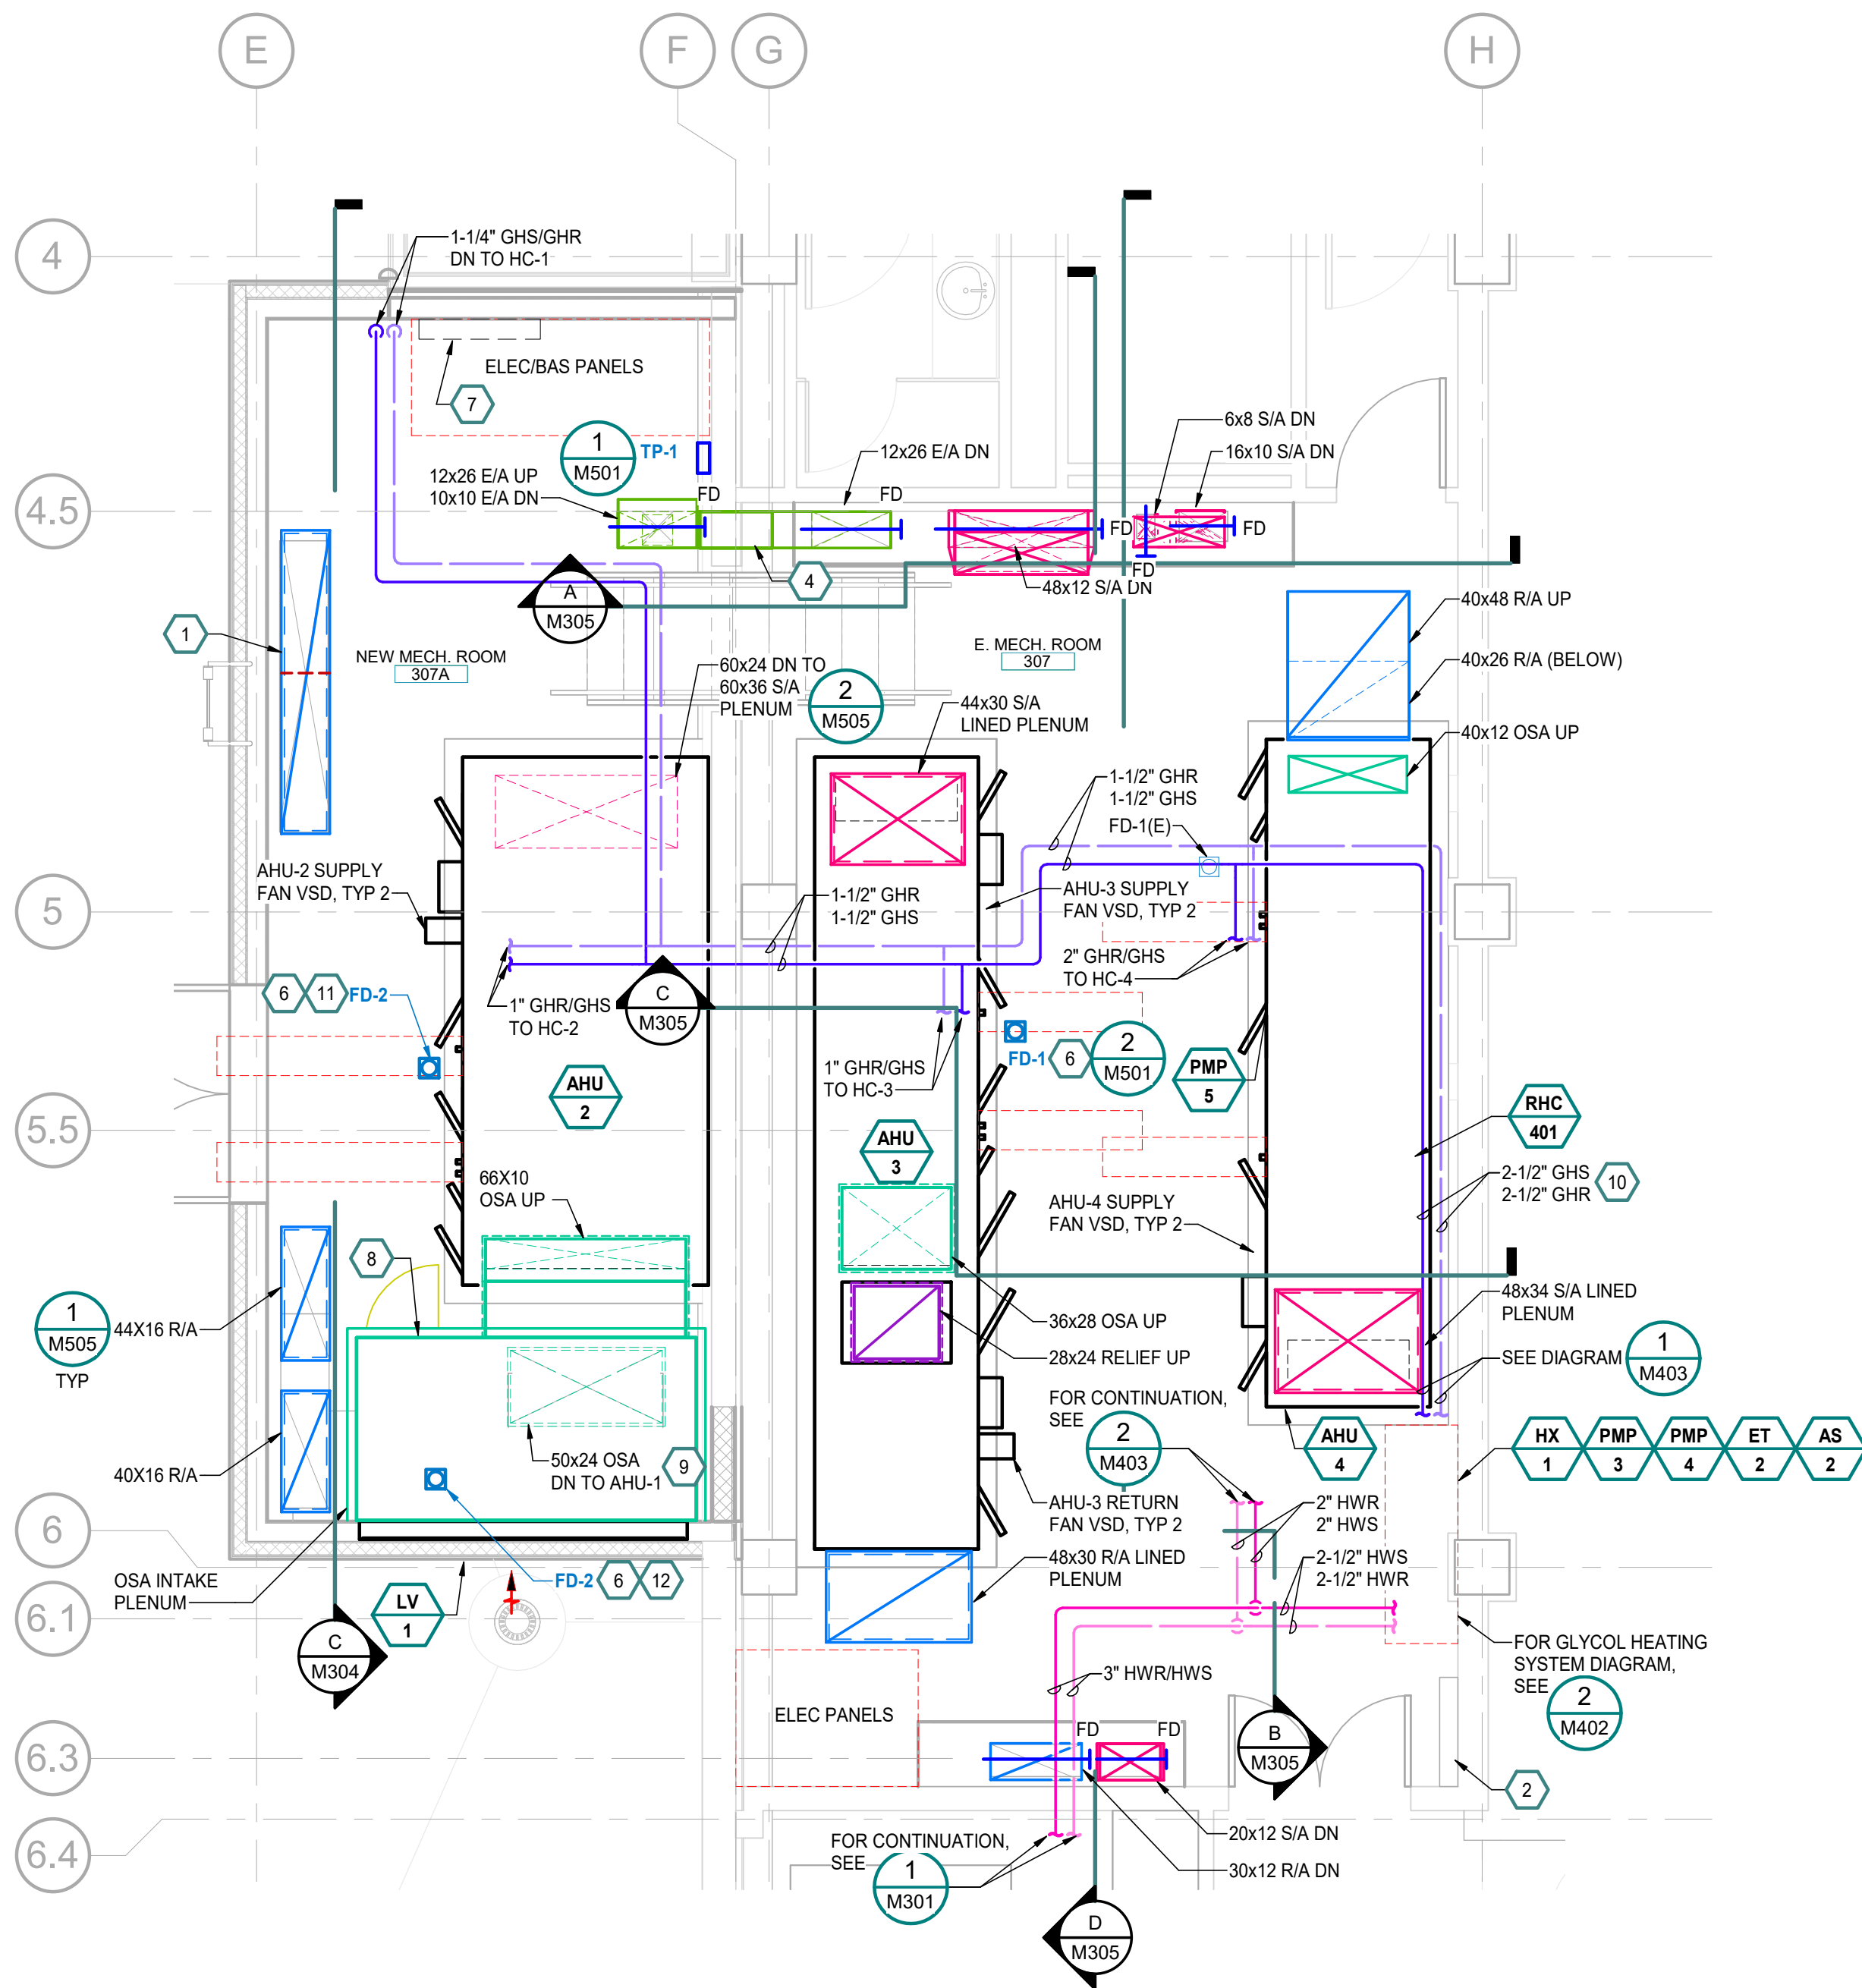 E
F
G
H
4
1-1/4" GHS/GHR
DN TO HC-1
ELEC/BAS PANELS
7
1
M501
TP-1
12x26 E/A UP
10x10 E/A DN
FD
12x26 E/A DN
FD
6x8 S/A DN
16x10 S/A DN
4.5
FD
FD
FD
48x12 S/A DN
4
A
M305
1
NEW MECH. ROOM
307A
E. MECH. ROOM
307
40x48 R/A UP
40x26 R/A (BELOW)
60x24 DN TO
60x36 S/A
PLENUM
2
M505
44x30 S/A
LINED PLENUM
40x12 OSA UP
1-1/2" GHR
1-1/2" GHS
FD-1(E)
AHU-2 SUPPLY
FAN VSD, TYP 2
5
1-1/2" GHR
1-1/2" GHS
AHU-3 SUPPLY
FAN VSD, TYP 2
2" GHR/GHS
TO HC-4
6
11
FD-2
1" GHR/GHS
TO HC-2
C
M305
FD-1
6
2
M501
1" GHR/GHS
TO HC-3
PMP
5
AHU
2
RHC
401
5.5
AHU
3
66X10
OSA UP
2-1/2" GHS
2-1/2" GHR
10
AHU-4 SUPPLY
FAN VSD, TYP 2
8
1
M505
TYP
44X16 R/A
48x34 S/A LINED
PLENUM
36x28 OSA UP
28x24 RELIEF UP
SEE DIAGRAM
1
M403
FOR CONTINUATION,
SEE
2
M403
AHU
4
HX
1
PMP
3
PMP
4
ET
2
AS
2
40X16 R/A
50x24 OSA
DN TO AHU-1
9
AHU-3 RETURN
FAN VSD, TYP 2
2" HWR
2" HWS
6
48x30 R/A LINED
PLENUM
2-1/2" HWS
2-1/2" HWR
OSA INTAKE
PLENUM
LV
1
FD-2
6
12
6.1
C
M304
FOR GLYCOL HEATING
SYSTEM DIAGRAM,
SEE
2
M402
3" HWR/HWS
ELEC PANELS
FD
FD
B
M305
6.3
2
20x12 S/A DN
30x12 R/A DN
6.4
FOR CONTINUATION,
SEE
1
M301
D
M305